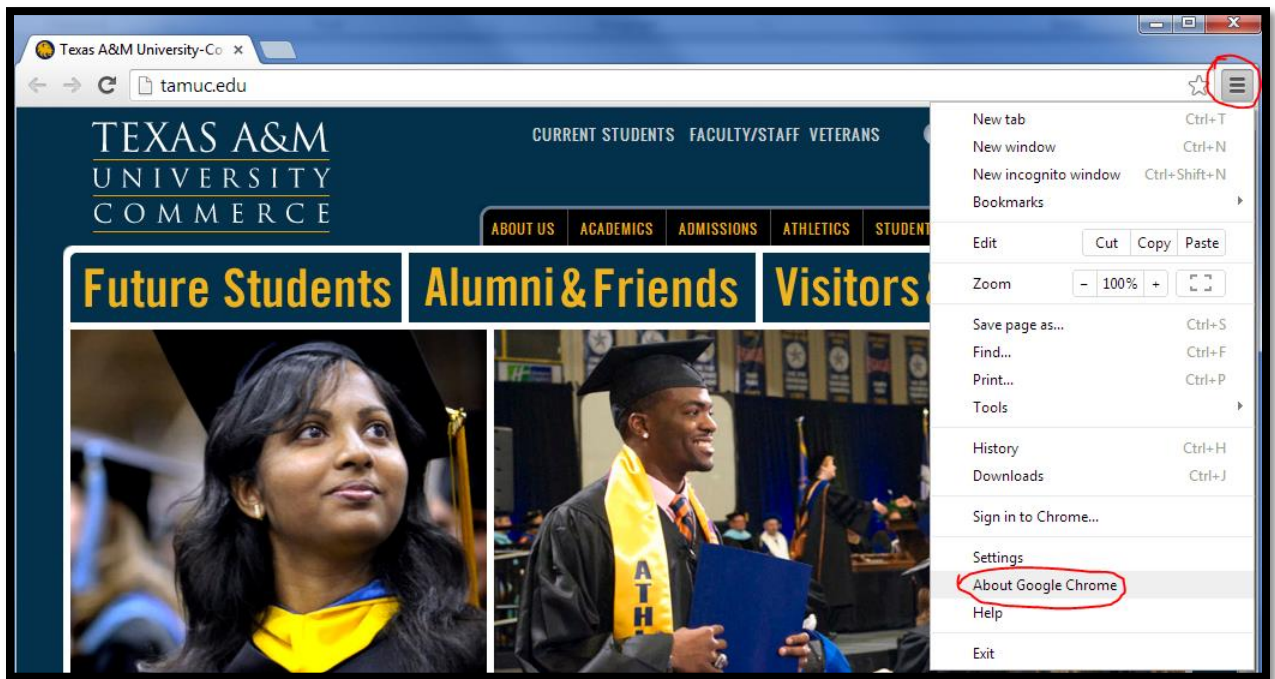 Texas A&M University-Co
tamuc.edu
TEXAS A&M
UNIVERSITY
COMMERCE
CURRENT STUDENTS FACULTY/STAFF VETERANS
ABOUT US ACADEMICS ADMISSIONS ATHLETICS STUDENT
Future Students Alumni & Friends Visitors
New tab Ctrl+T
New window Ctrl+N
New incognito window Ctrl+Shift+N
Bookmarks
Edit Cut Copy Paste
Zoom - 100% +
Save page as... Ctrl+S
Find... Ctrl+F
Print... Ctrl+P
Tools
History Ctrl+H
Downloads Ctrl+J
Sign in to Chrome...
Settings
About Google Chrome
Help
Exit
A
T
H